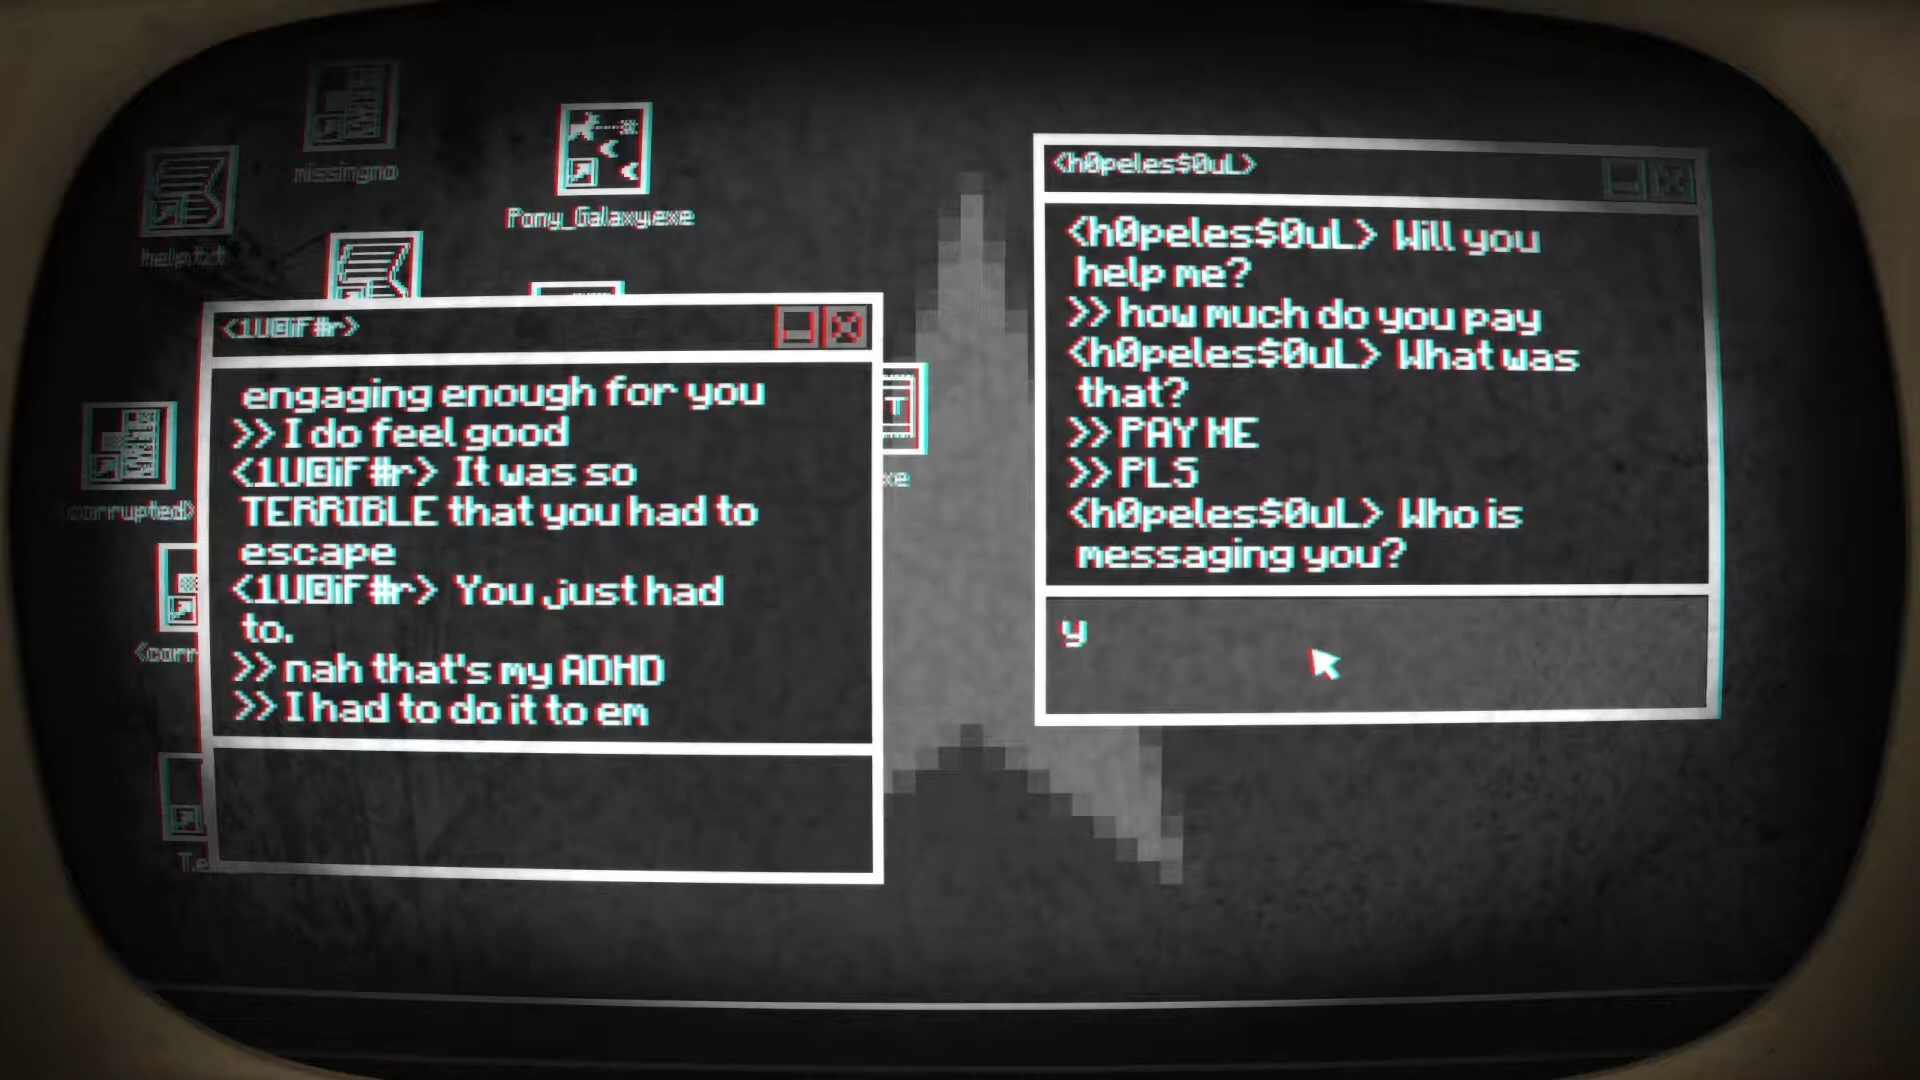 missingno
help.txt
Pony_Galaxy.exe
<1U@iF#r>
engaging enough for you
>> I do feel good
<1U@iF#r> It was so
TERRIBLE that you had to
escape
<1U@iF#r> You just had
to.
>> nah that's my ADHD
>> I had to do it to em
corrupted>
<corr
T.e
xe
<h0peles$0uL>
<h0peles$0uL> Will you
help me?
>> how much do you pay
<h0peles$0uL> What was
that?
>> PAY ME
>> PLS
<h0peles$0uL> Who is
messaging you?
y